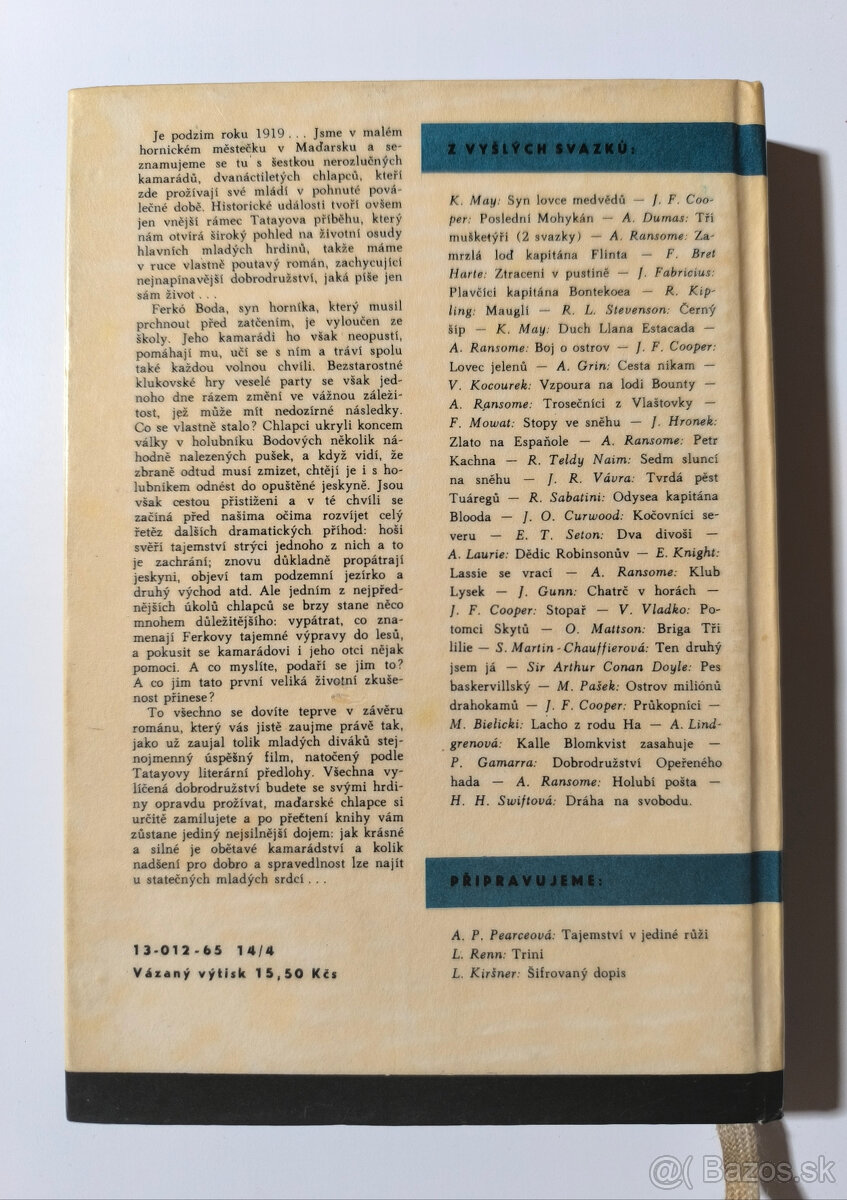 Je podzim roku 1919... Jsme v malém
hornickém městečku v Maďarsku a se-
znamujeme se tu s šestkou nerozlučných
kamarádů, dvanáctiletých chlapců, kteří
zde prožívají své mládí v pohnuté pová-
lečné době. Historické události tvoří ovšem
jen vnější rámec Tatayova příběhu, který
nám otvírá široký pohled na životní osudy
hlavních mladých hrdinů, takže máme
v ruce vlastně poutavý román, zachycující
nejnapínavější dobrodružství, jaká píše jen
sám život...
Ferkó Boda, syn horníka, který musil
prchnout před zatčením, je vyloučen ze
školy. Jeho kamarádi ho však neopustí,
pomáhají mu, učí se s ním a tráví spolu
také každou volnou chvíli. Bezstarostné
klukovské hry veselé party se však jed-
noho dne rázem změní ve vážnou záleži-
tost, jež může mít nedozírné následky.
Co se vlastně stalo? Chlapci ukryli koncem
války v holubníku Bodových několik ná-
hodně nalezených pušek, a když vidí, že
zbraně odtud musí zmizet, chtějí je i s ho-
lubníkem odnést do opuštěné jeskyně. Jsou
však cestou přistiženi a v té chvíli se
začíná před našima očima rozvíjet celý
řetěz dalších dramatických příhod: hoši
svěří tajemství strýci jednoho z nich a to
je zachrání; znovu důkladně propátrají
jeskyni, objeví tam podzemní jezírko a
druhý východ atd. Ale jedním z nejpřed-
nějších úkolů chlapců se brzy stane něco
mnohem důležitějšího: vypátrat, co zna-
menají Ferkovy tajemné výpravy do lesů,
a pokusit se kamarádovi i jeho otci nějak
pomoci. A co myslíte, podaří se jim to?
A co jim tato první veliká životní zkuše-
nost přinese?
To všechno se dovíte teprve v závěru
románu, který vás jistě zaujme právě tak,
jako už zaujal tolik mladých diváků stej-
nojmenný úspěšný film, natočený podle
Tatayovy literární předlohy. Všechna vy-
líčená dobrodružství budete se svými hrdi-
ny opravdu prožívat, maďarské chlapce si
určitě zamilujete a po přečtení knihy vám
zůstane jediný nejsilnější dojem: jak krásné
a silné je obětavé kamarádství a kolik
nadšení pro dobro a spravedlnost lze najít
u statečných mladých srdcí...
13-012-65 14/4
Vázaný výtisk 15,50 Kčs
Z VYŠLÝCH SVAZKŮ:
K. May: Syn lovce medvědů — J. F. Coo-
per: Poslední Mohykán — A. Dumas: Tři
mušketýři (2 svazky) — A. Ransome: Za-
mrzlá loď kapitána Flinta — F. Bret
Harte: Ztraceni v pustině — J. Fabricius:
Plavčíci kapitána Bontekoea — R. Kip-
ling: Mauglí — R. L. Stevenson: Černý
šíp — K. May: Duch Llana Estacada —
A. Ransome: Boj o ostrov — J. F. Cooper:
Lovec jelenů — A. Grin: Cesta nikam —
V. Kocourek: Vzpoura na lodi Bounty —
A. Ransome: Trosečníci z Vlaštovky —
F. Mowat: Stopy ve sněhu — J. Hronek:
Zlato na Españole — A. Ransome: Petr
Kachna — R. Teldy Naim: Sedm sluncí
na sněhu — J. R. Vávra: Tvrdá pěst
Tuáregů — R. Sabatini: Odysea kapitána
Blooda — J. O. Curwood: Kočovníci se-
veru — E. T. Seton: Dva divoši —
A. Laurie: Dědic Robinsonův — E. Knight:
Lassie se vrací — A. Ransome: Klub
Lysek — J. Gunn: Chatrč v horách —
J. F. Cooper: Stopař — V. Vladko: Po-
tomci Skytů — O. Mattson: Briga Tři
lilie — S. Martin-Chauffierová: Ten druhý
jsem já — Sir Arthur Conan Doyle: Pes
baskervillský — M. Pašek: Ostrov miliónů
drahokamů — J. F. Cooper: Průkopníci —
M. Bielicki: Lacho z rodu Ha — A. Lind-
grenová: Kalle Blomkvist zasahuje —
P. Gamarra: Dobrodružství Opeřeného
hada — A. Ransome: Holubí pošta —
H. H. Swiftová: Dráha na svobodu.
PŘIPRAVUJEME:
A. P. Pearceová: Tajemství v jediné růži
L. Renn: Trini
L. Kiršner: Šifrovaný dopis
@( Bazos.sk